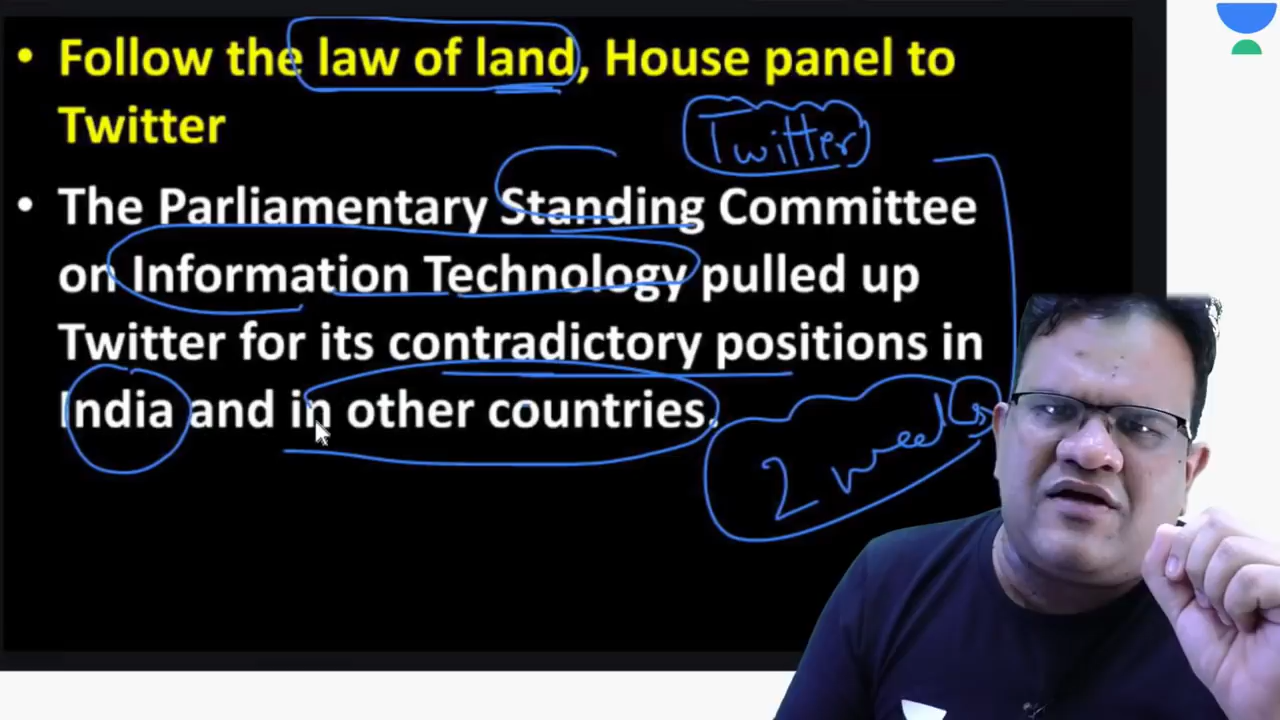 • Follow the law of land, House panel to
Twitter
Twitter
• The Parliamentary Standing Committee
on Information Technology pulled up
Twitter for its contradictory positions in
India and in other countries.
2 weeks